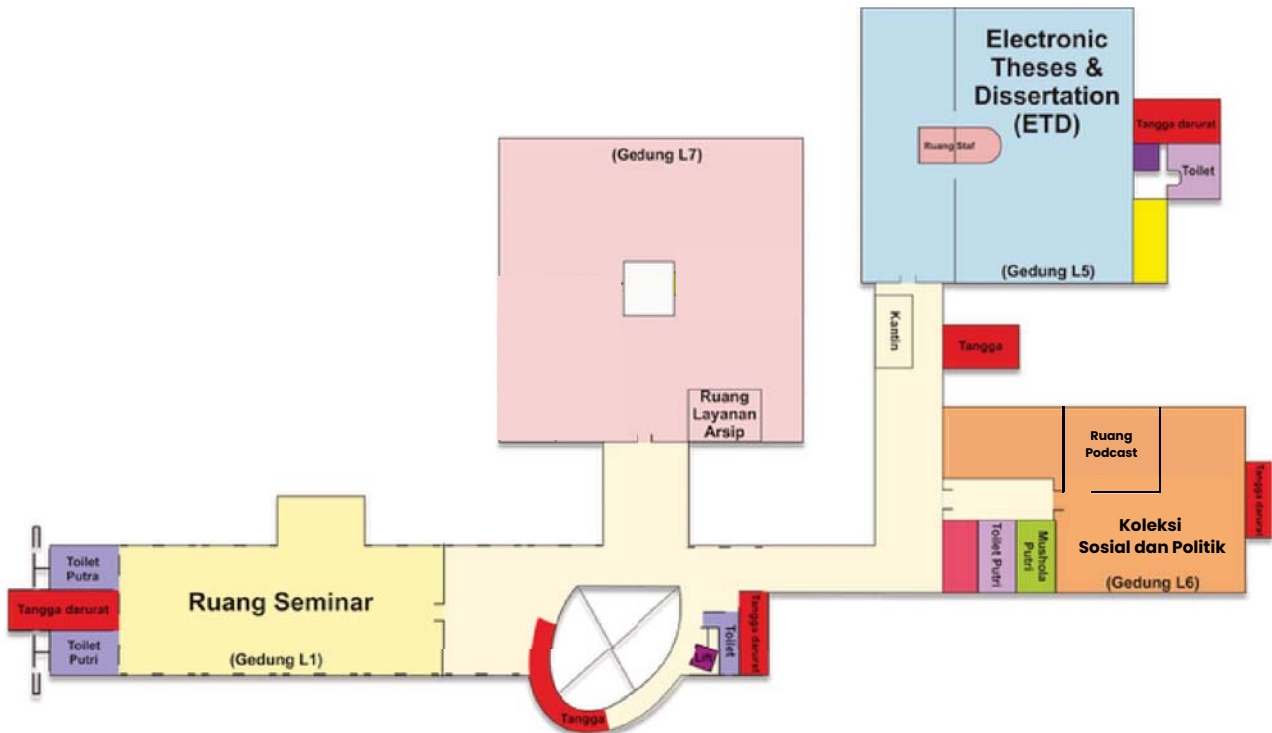 Electronic
Theses &
Dissertation
(ETD)
Tangga darurat
Ruang Staf
Toilet
(Gedung L5)
(Gedung L7)
Kantin
Tangga
Ruang
Layanan
Arsip
Ruang
Podcast
Tangga darurat
Koleksi
Sosial dan Politik
Toilet Putri
Mushola
Putri
(Gedung L6)
Toilet
Putra
Tangga darurat
Toilet
Putri
Ruang Seminar
(Gedung L1)
Tangga
Lift
Toilet
Tangga darurat